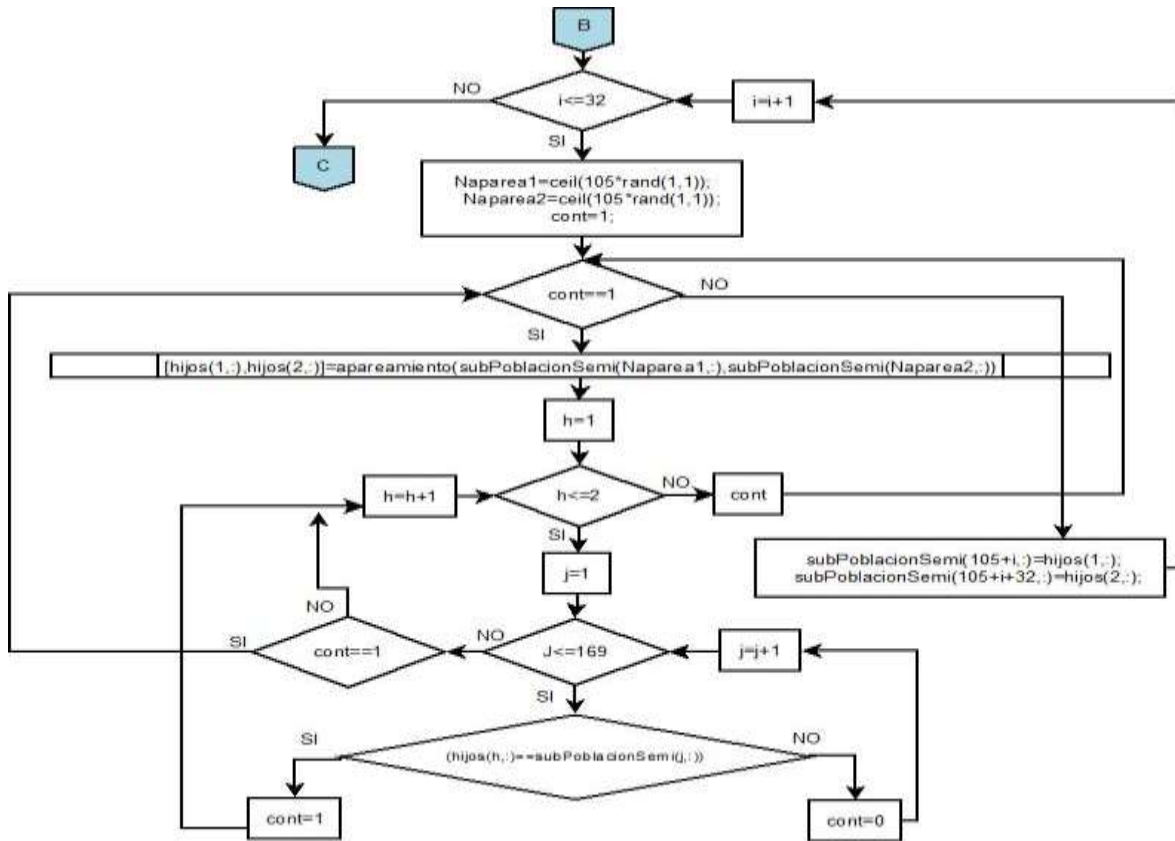 B
NO
i<=32
i=i+1
SI
C
Naparea1=ceil(105*rand(1,1));
Naparea2=ceil(105*rand(1,1));
cont=1;
cont==1
NO
SI
[hijos(1,:),hijos(2,:)]=apareamiento(subPoblacionSemi(Naparea1,:),subPoblacionSemi(Naparea2,:))
h=1
h=h+1
h<=2
NO
cont
SI
j=1
subPoblacionSemi(105+i,:)=hijos(1,:);
subPoblacionSemi(105+i+32,:)=hijos(2,:);
NO
SI
cont==1
NO
J<=169
j=j+1
SI
SI
(hijos(h,:)==subPoblacionSemi(j,:))
NO
cont=1
cont=0